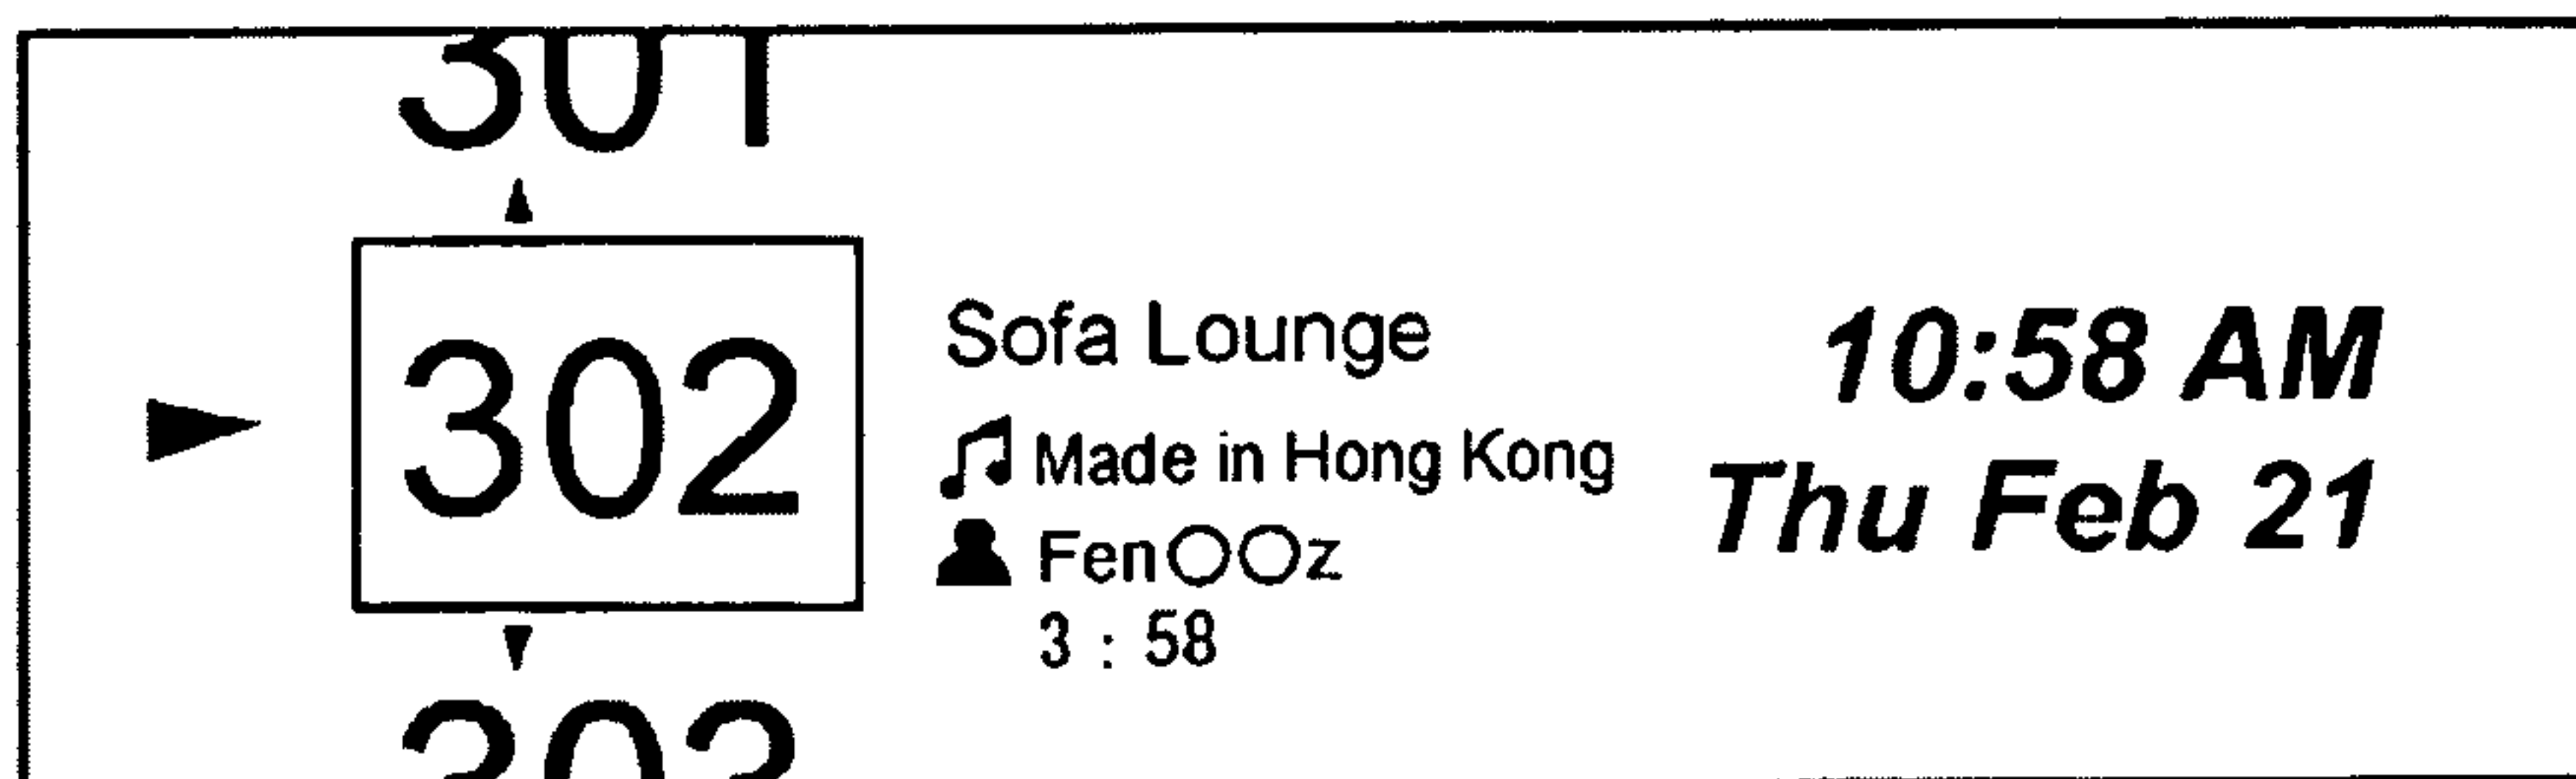 301
302
Sofa Lounge
Made in Hong Kong
Fen○○z
3 : 58
10:58 AM
Thu Feb 21